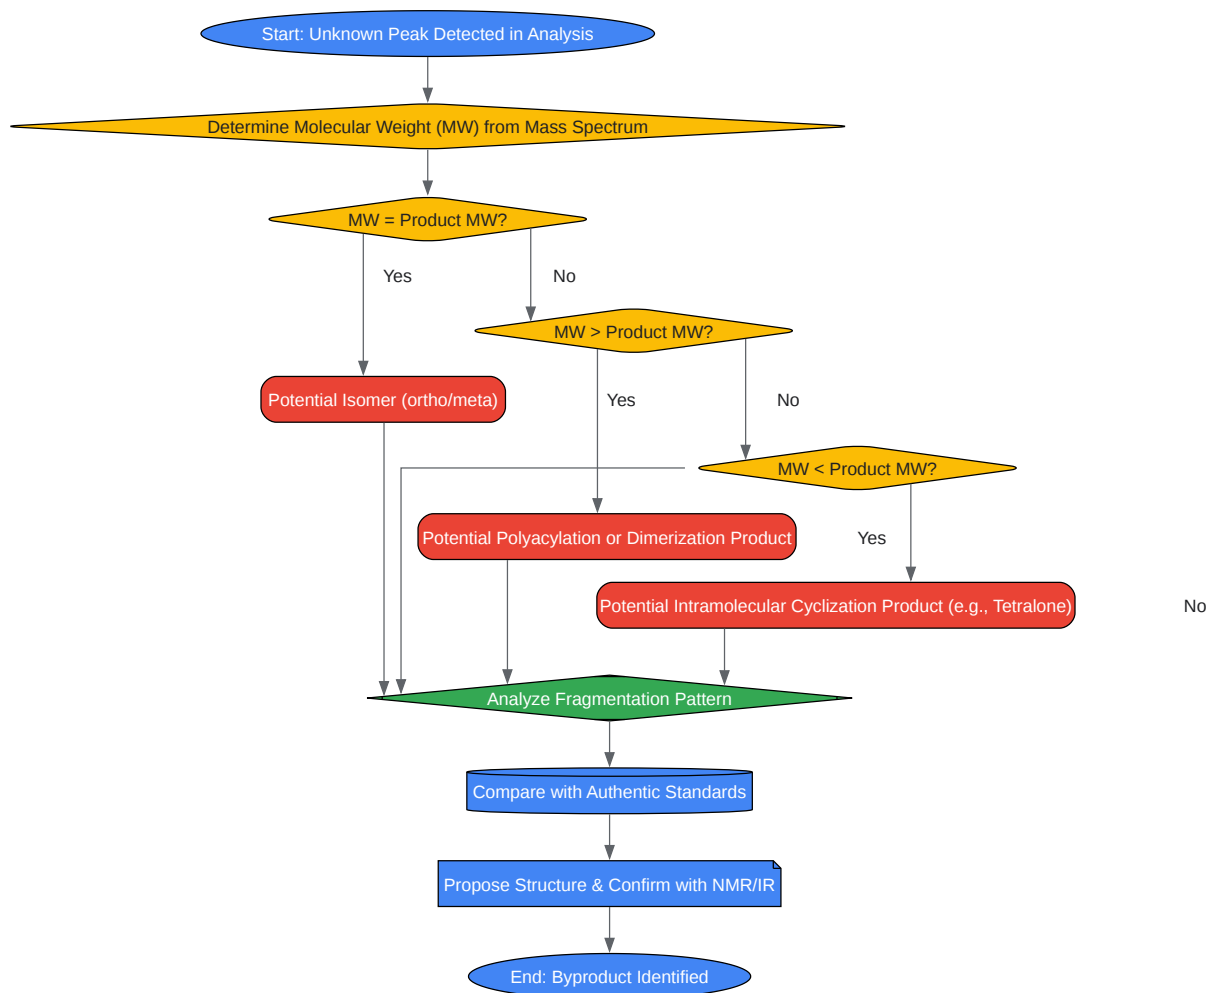 Start: Unknown Peak Detected in Analysis
Determine Molecular Weight (MW) from Mass Spectrum
MW = Product MW?
Yes
No
MW > Product MW?
Potential Isomer (ortho/meta)
Yes
No
MW < Product MW?
Potential Polyacylation or Dimerization Product
Yes
Potential Intramolecular Cyclization Product (e.g., Tetralone)
No
Analyze Fragmentation Pattern
Compare with Authentic Standards
Propose Structure & Confirm with NMR/IR
End: Byproduct Identified